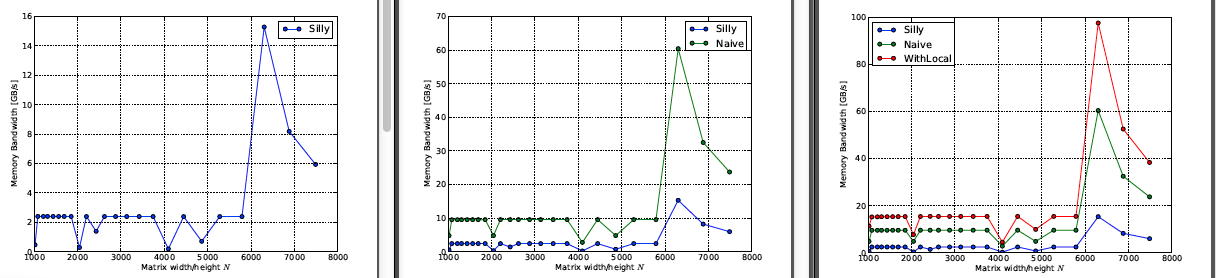 16
14
12
10
8
6
4
2
0
Memory Bandwidth [GB/s]
Silly
1000 2000 3000 4000 5000 6000 7000 8000
Matrix width/height N
70
60
50
40
30
20
10
0
Memory Bandwidth [GB/s]
Silly
Naive
1000 2000 3000 4000 5000 6000 7000 8000
Matrix width/height N
100
80
60
40
20
0
Memory Bandwidth [GB/s]
Silly
Naive
WithLocal
1000 2000 3000 4000 5000 6000 7000 8000
Matrix width/height N